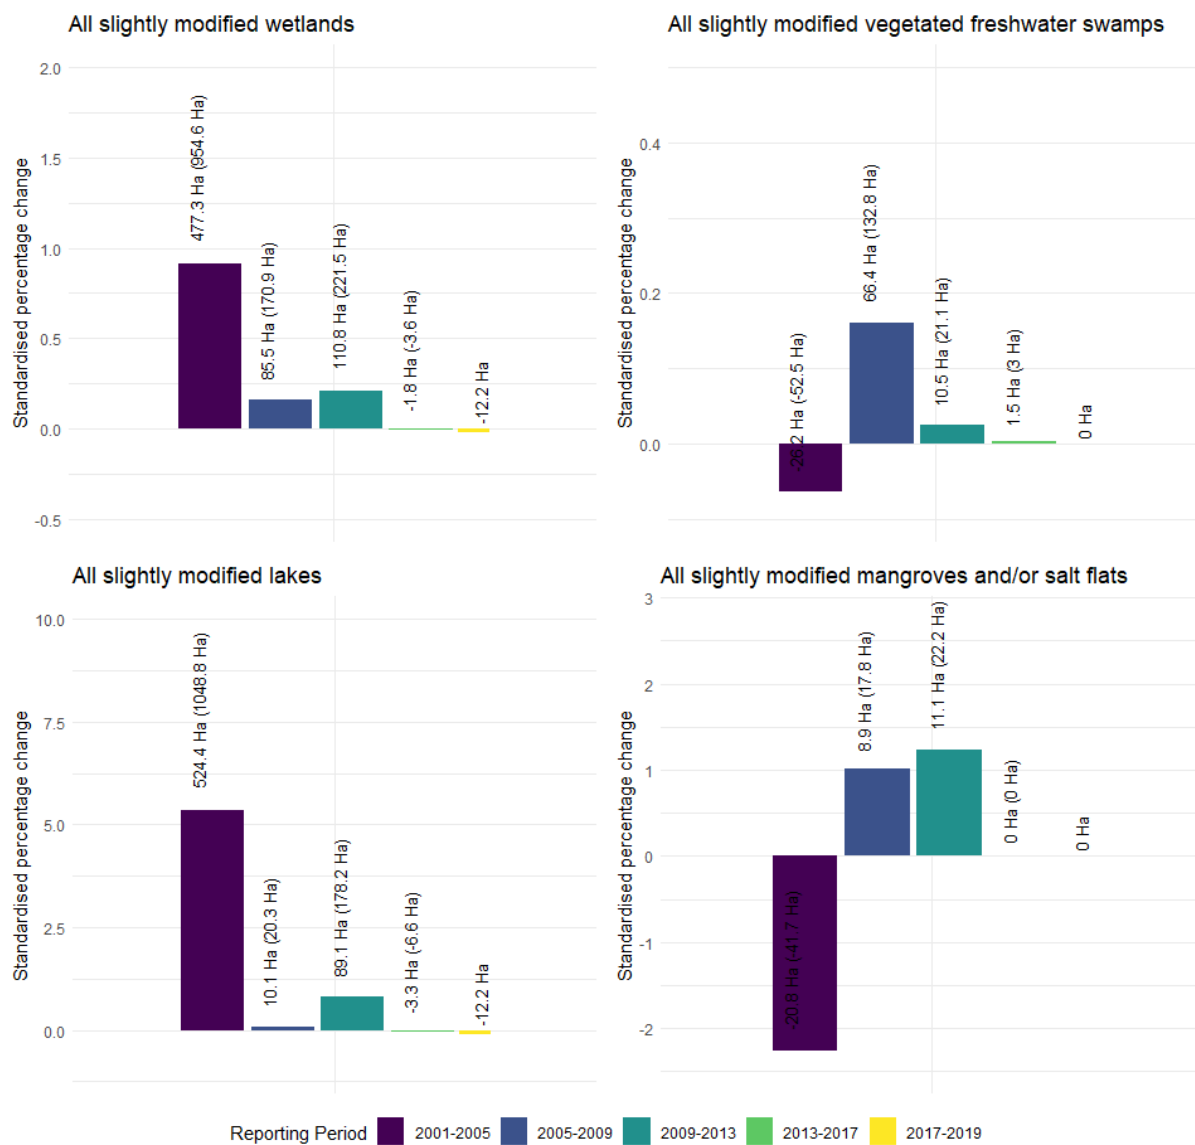 All slightly modified wetlands
Standardised percentage change
2.0
1.5
1.0
0.5
0.0
-0.5
477.3 Ha (954.6 Ha)
85.5 Ha (170.9 Ha)
110.8 Ha (221.5 Ha)
-1.8 Ha (-3.6 Ha)
-12.2 Ha
All slightly modified vegetated freshwater swamps
Standardised percentage change
0.4
0.2
0.0
-26.2 Ha (-52.5 Ha)
66.4 Ha (132.8 Ha)
10.5 Ha (21.1 Ha)
1.5 Ha (3 Ha)
0 Ha
All slightly modified lakes
Standardised percentage change
10.0
7.5
5.0
2.5
0.0
524.4 Ha (1048.8 Ha)
10.1 Ha (20.3 Ha)
89.1 Ha (178.2 Ha)
-3.3 Ha (-6.6 Ha)
-12.2 Ha
All slightly modified mangroves and/or salt flats
Standardised percentage change
3
2
1
0
-1
-2
-20.8 Ha (-41.7 Ha)
8.9 Ha (17.8 Ha)
11.1 Ha (22.2 Ha)
0 Ha (0 Ha)
0 Ha
Reporting Period 2001-2005 2005-2009 2009-2013 2013-2017 2017-2019